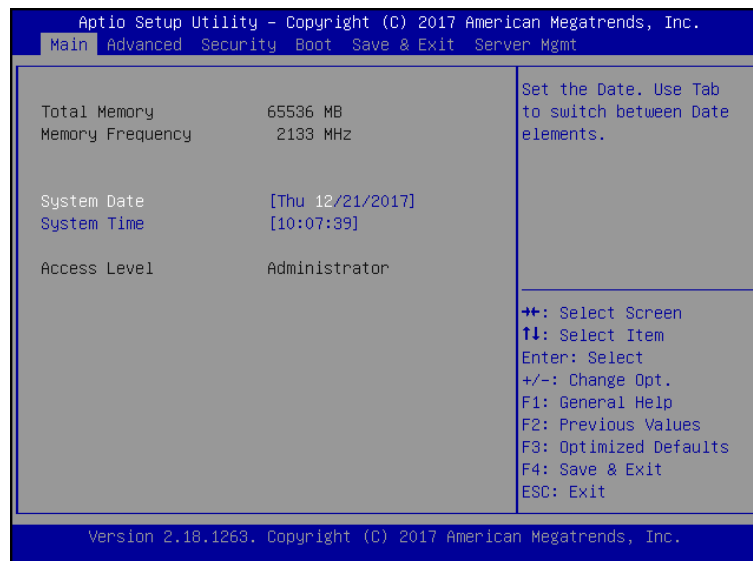 Aptio Setup Utility – Copyright (C) 2017 American Megatrends, Inc.
Main Advanced Security Boot Save & Exit Server Mgmt
Total Memory 65536 MB
Memory Frequency 2133 MHz
System Date [Thu 12/21/2017]
System Time [10:07:39]
Access Level Administrator
Set the Date. Use Tab
to switch between Date
elements.
→←: Select Screen
↑↓: Select Item
Enter: Select
+/-: Change Opt.
F1: General Help
F2: Previous Values
F3: Optimized Defaults
F4: Save & Exit
ESC: Exit
Version 2.18.1263. Copyright (C) 2017 American Megatrends, Inc.